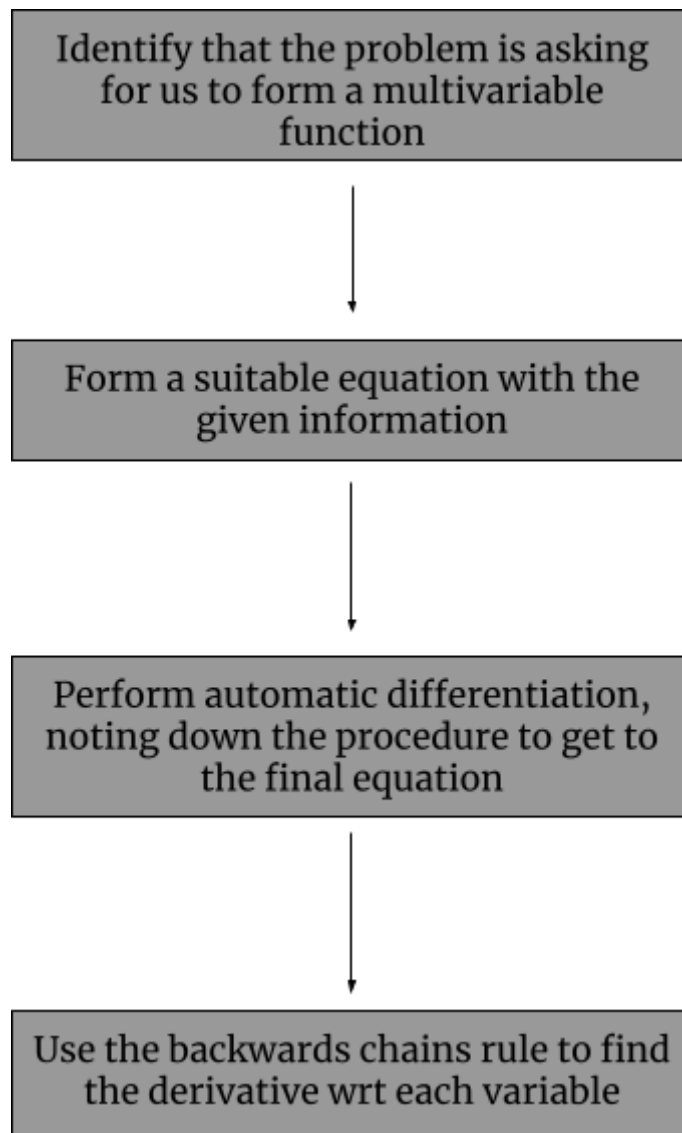 Identify that the problem is asking
for us to form a multivariable
function
Form a suitable equation with the
given information
Perform automatic differentiation,
noting down the procedure to get to
the final equation
Use the backwards chains rule to find
the derivative wrt each variable